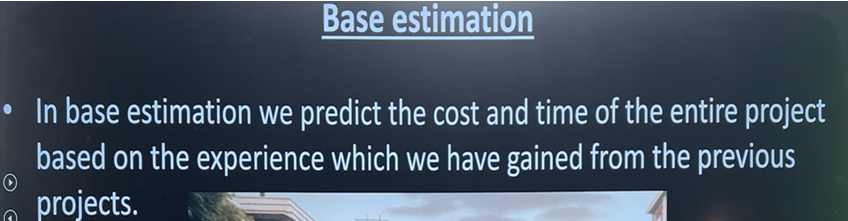 Base estimation
• In base estimation we predict the cost and time of the entire project
based on the experience which we have gained from the previous
projects.